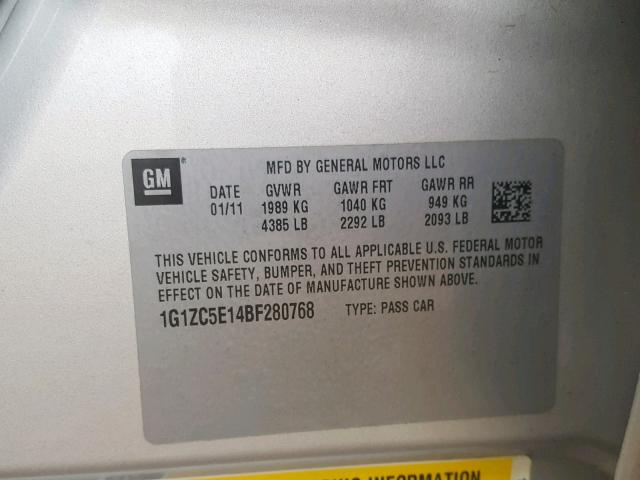 GM
MFD BY GENERAL MOTORS LLC
DATE GVWR GAWR FRT GAWR RR
01/11 1989 KG 1040 KG 949 KG
4385 LB 2292 LB 2093 LB
THIS VEHICLE CONFORMS TO ALL APPLICABLE U.S. FEDERAL MOTOR
VEHICLE SAFETY, BUMPER, AND THEFT PREVENTION STANDARDS IN
EFFECT ON THE DATE OF MANUFACTURE SHOWN ABOVE.
1G1ZC5E14BF280768 TYPE: PASS CAR
INFORMATION